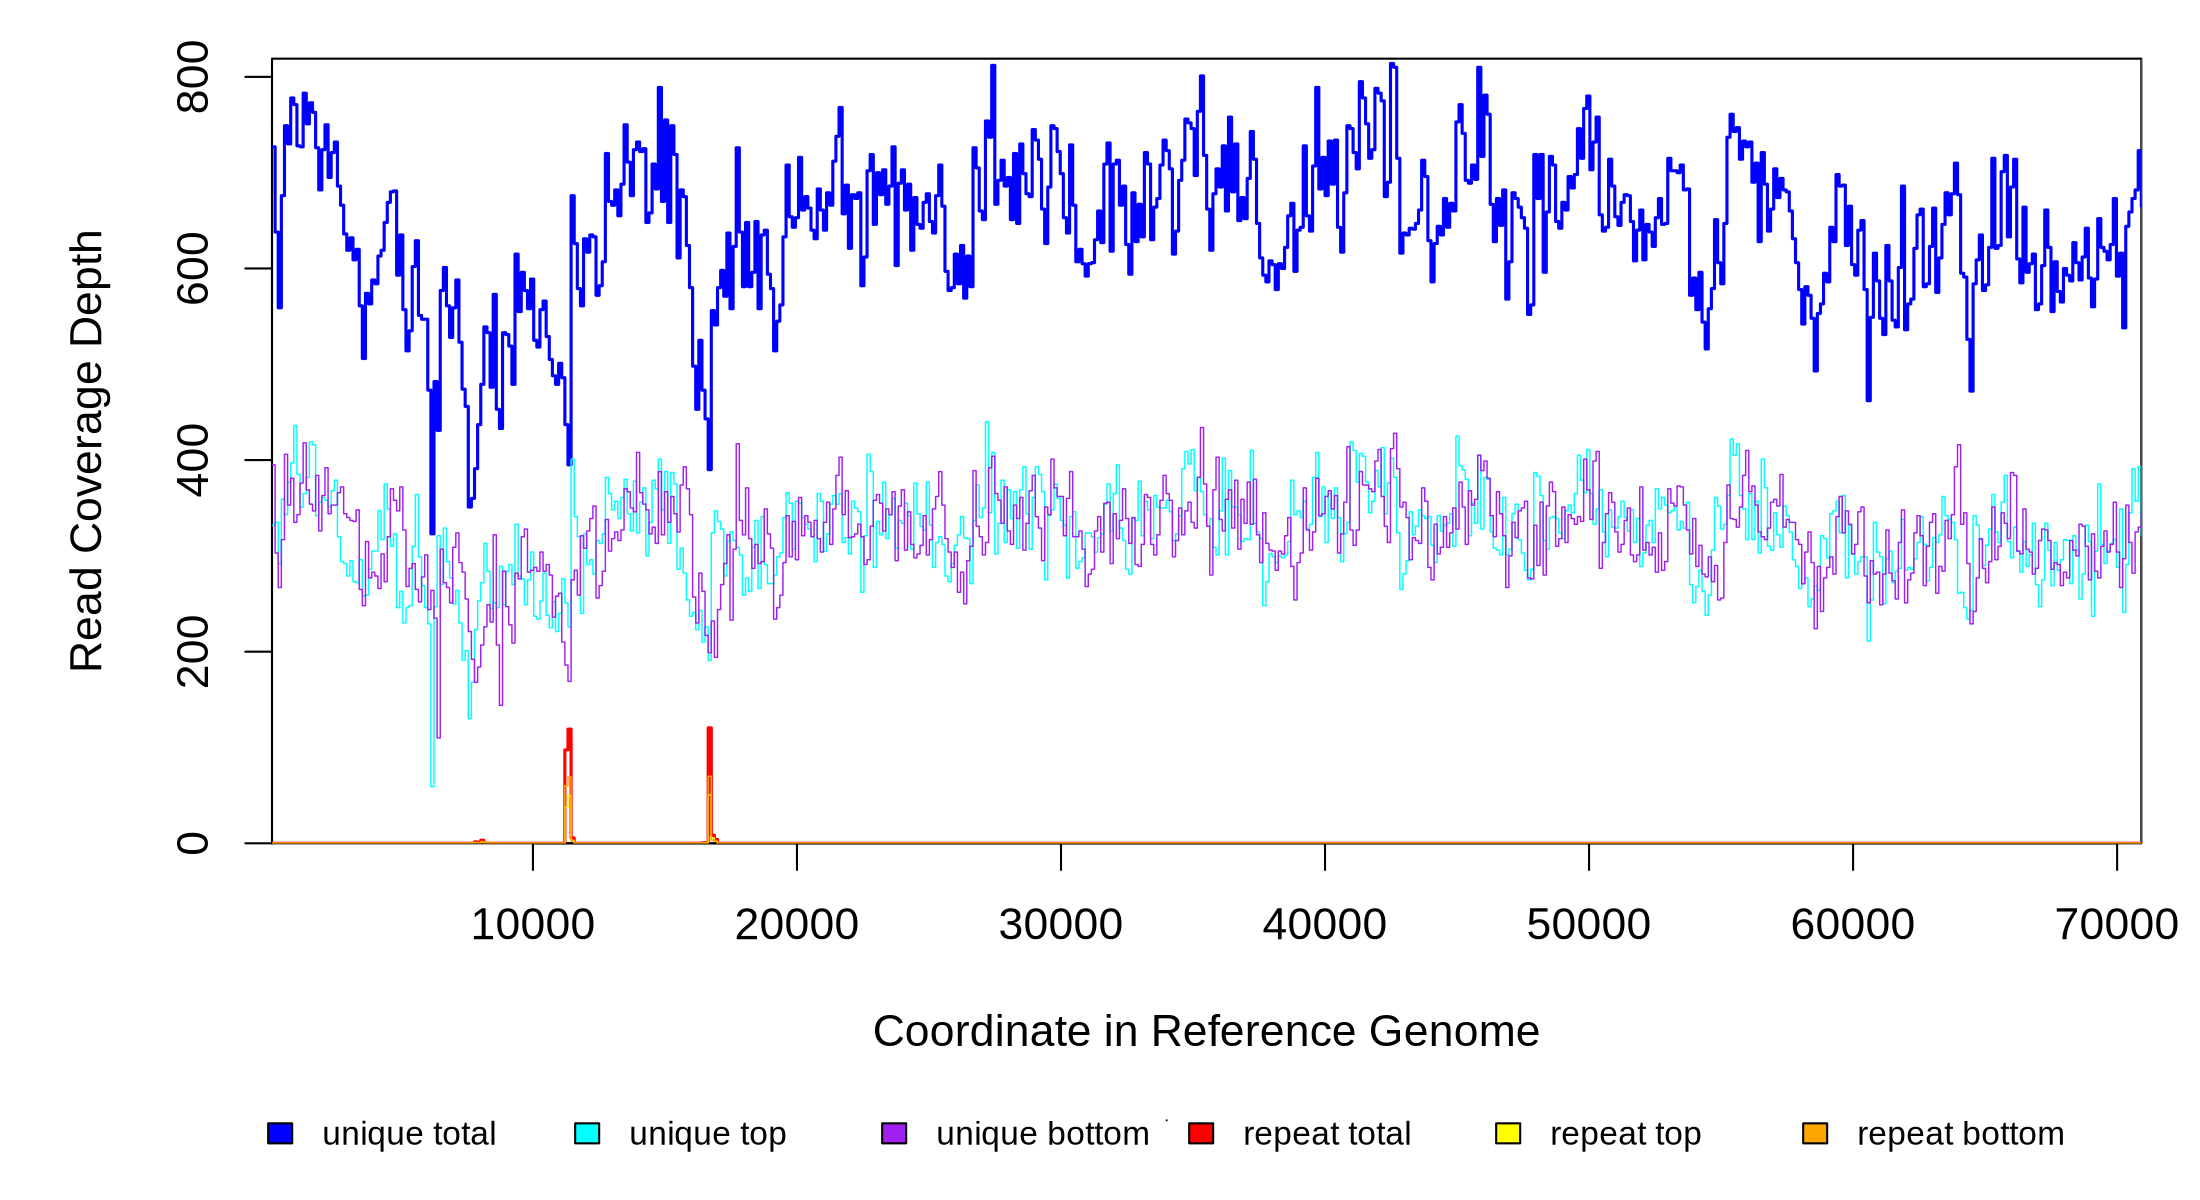 800
600
400
200
0
Read Coverage Depth
10000 20000 30000 40000 50000 60000 70000
Coordinate in Reference Genome
unique total unique top unique bottom repeat total repeat top repeat bottom